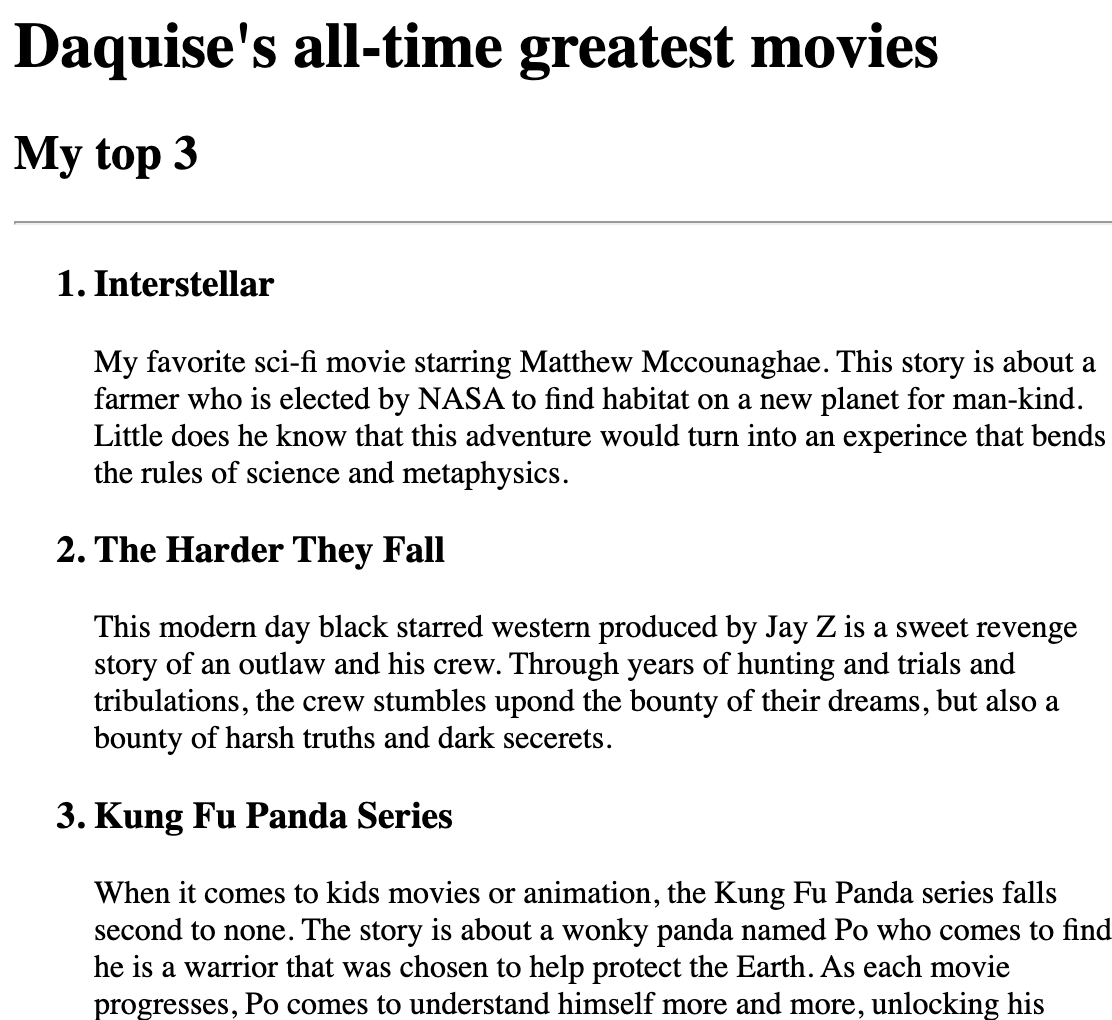 Daquise's all-time greatest movies
My top 3
1. Interstellar
My favorite sci-fi movie starring Matthew Mccounaghae. This story is about a
farmer who is elected by NASA to find habitat on a new planet for man-kind.
Little does he know that this adventure would turn into an experince that bends
the rules of science and metaphysics.
2. The Harder They Fall
This modern day black starred western produced by Jay Z is a sweet revenge
story of an outlaw and his crew. Through years of hunting and trials and
tribulations, the crew stumbles upond the bounty of their dreams, but also a
bounty of harsh truths and dark secerets.
3. Kung Fu Panda Series
When it comes to kids movies or animation, the Kung Fu Panda series falls
second to none. The story is about a wonky panda named Po who comes to find
he is a warrior that was chosen to help protect the Earth. As each movie
progresses, Po comes to understand himself more and more, unlocking his